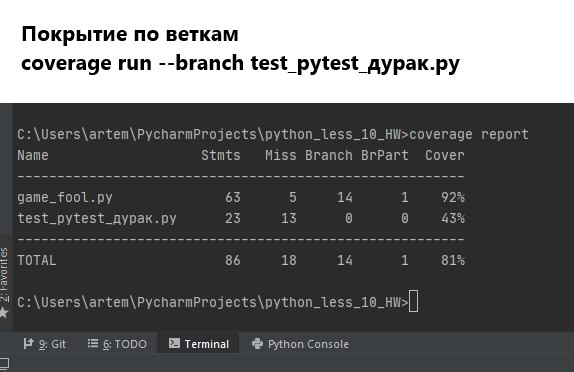 Покрытие по веткам
coverage run --branch test_pytest_дурак.py
C:\Users\artem\PycharmProjects\python_less_10_HW>coverage report
Name Stmts Miss Branch BrPart Cover
---------------------------------------------------------
game_fool.py 63 5 14 1 92%
test_pytest_дурак.py 23 13 0 0 43%
---------------------------------------------------------
TOTAL 86 18 14 1 81%
C:\Users\artem\PycharmProjects\python_less_10_HW>
2: Favorites
9: Git 6: TODO Terminal Python Console